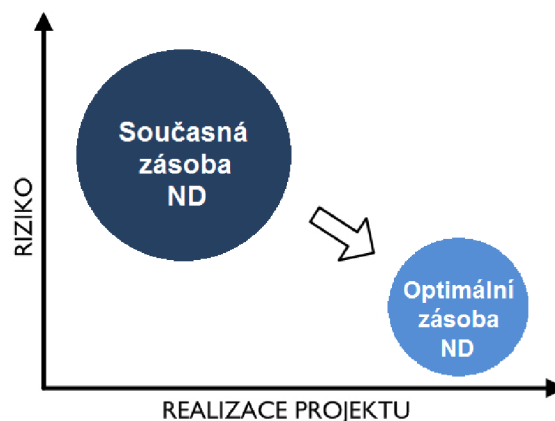 Současná
zásoba
ND
RIZIKO
Optimální
zásoba
ND
REALIZACE PROJEKTU